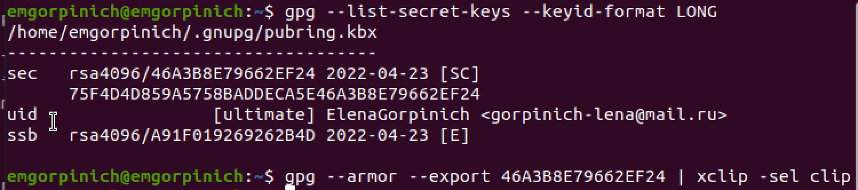 emgorpinich@emgorpinich:~$ gpg --list-secret-keys --keyid-format LONG
/home/emgorpinich/.gnupg/pubring.kbx
------------------------------------
sec   rsa4096/46A3B8E79662EF24 2022-04-23 [SC]
      75F4D4D859A5758BADDECA5E46A3B8E79662EF24
uid                 [ultimate] ElenaGorpinich <gorpinich-lena@mail.ru>
ssb   rsa4096/A91F019269262B4D 2022-04-23 [E]
emgorpinich@emgorpinich:~$ gpg --armor --export 46A3B8E79662EF24 | xclip -sel clip